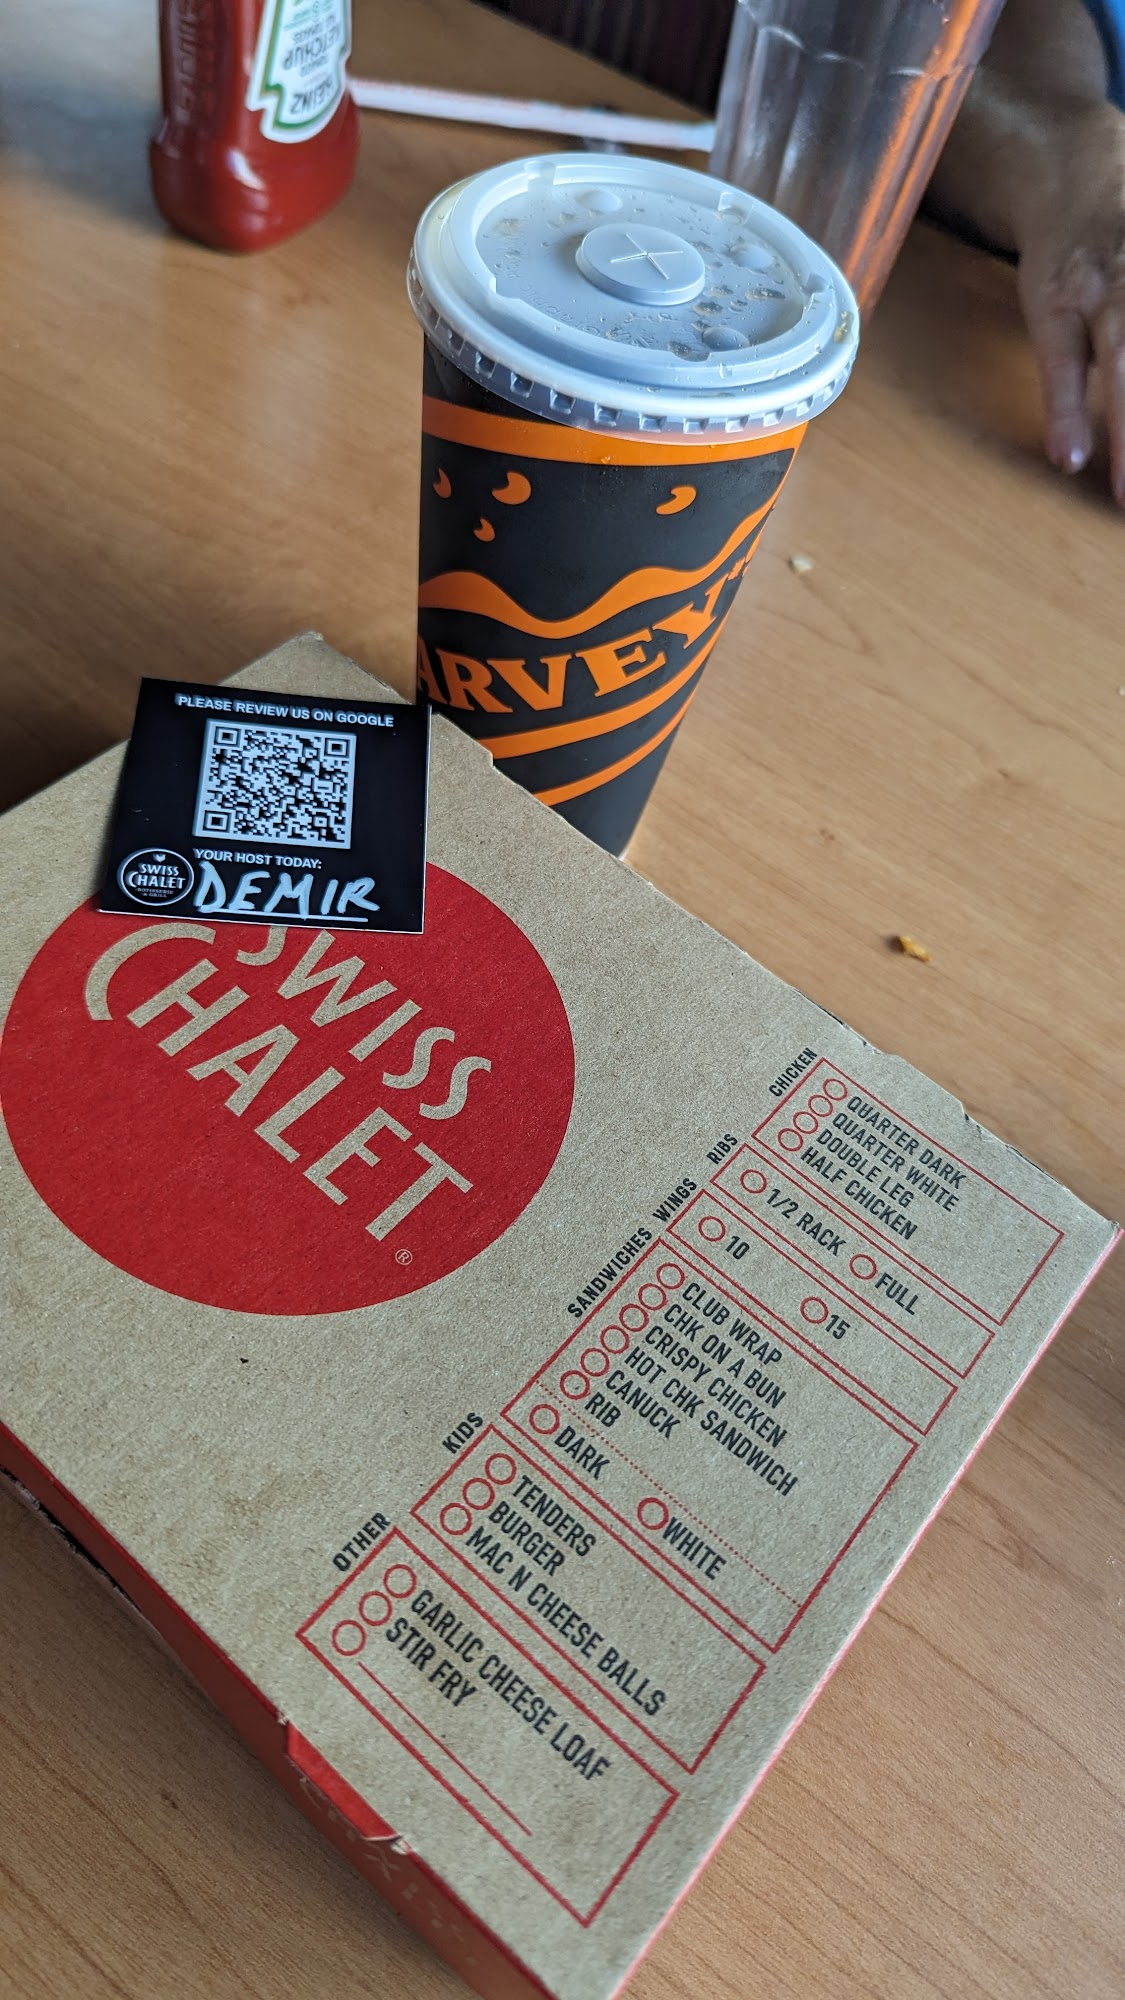 HEINZ
TOMATO
KETCHUP
ARVEY'S
PLEASE REVIEW US ON GOOGLE
YOUR HOST TODAY:
DEMIR
SWISS
CHALET
SWISS
CHALET®
CHICKEN
QUARTER DARK
QUARTER WHITE
DOUBLE LEG
HALF CHICKEN
RIBS
1/2 RACK FULL
WINGS
10 15
SANDWICHES
CLUB WRAP
CHK ON A BUN
CRISPY CHICKEN
HOT CHK SANDWICH
CANUCK
RIB
DARK WHITE
KIDS
TENDERS
BURGER
MAC N CHEESE BALLS
OTHER
GARLIC CHEESE LOAF
STIR FRY